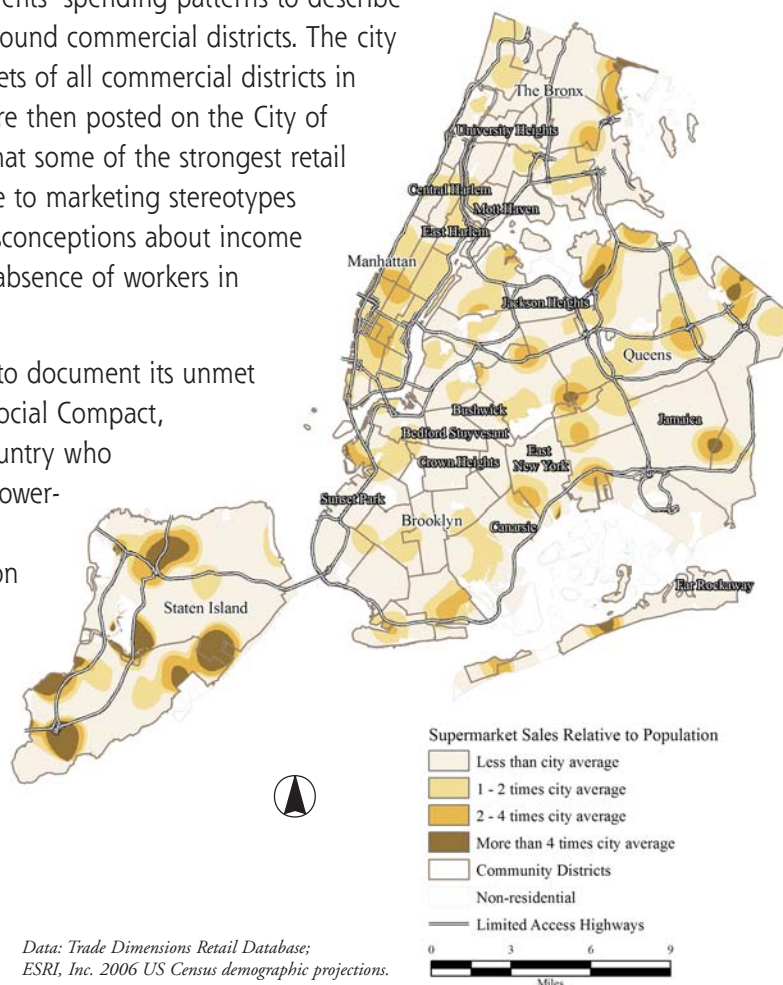 ents' spending patterns to describe
ound commercial districts. The city
ets of all commercial districts in
re then posted on the City of
hat some of the strongest retail
e to marketing stereotypes
sconceptions about income
absence of workers in
to document its unmet
ocial Compact,
untry who
ower-
on
The Bronx
University Heights
Central Harlem
Mott Haven
East Harlem
Manhattan
Jackson Heights
Queens
Bushwick
Jamaica
Bedford Stuyvesant
East
New York
Crown Heights
Sunset Park
Brooklyn
Canarsie
Far Rockaway
Staten Island
Supermarket Sales Relative to Population
Less than city average
1 - 2 times city average
2 - 4 times city average
More than 4 times city average
Community Districts
Non-residential
Limited Access Highways
0 3 6 9
Miles
Data: Trade Dimensions Retail Database;
ESRI, Inc. 2006 US Census demographic projections.